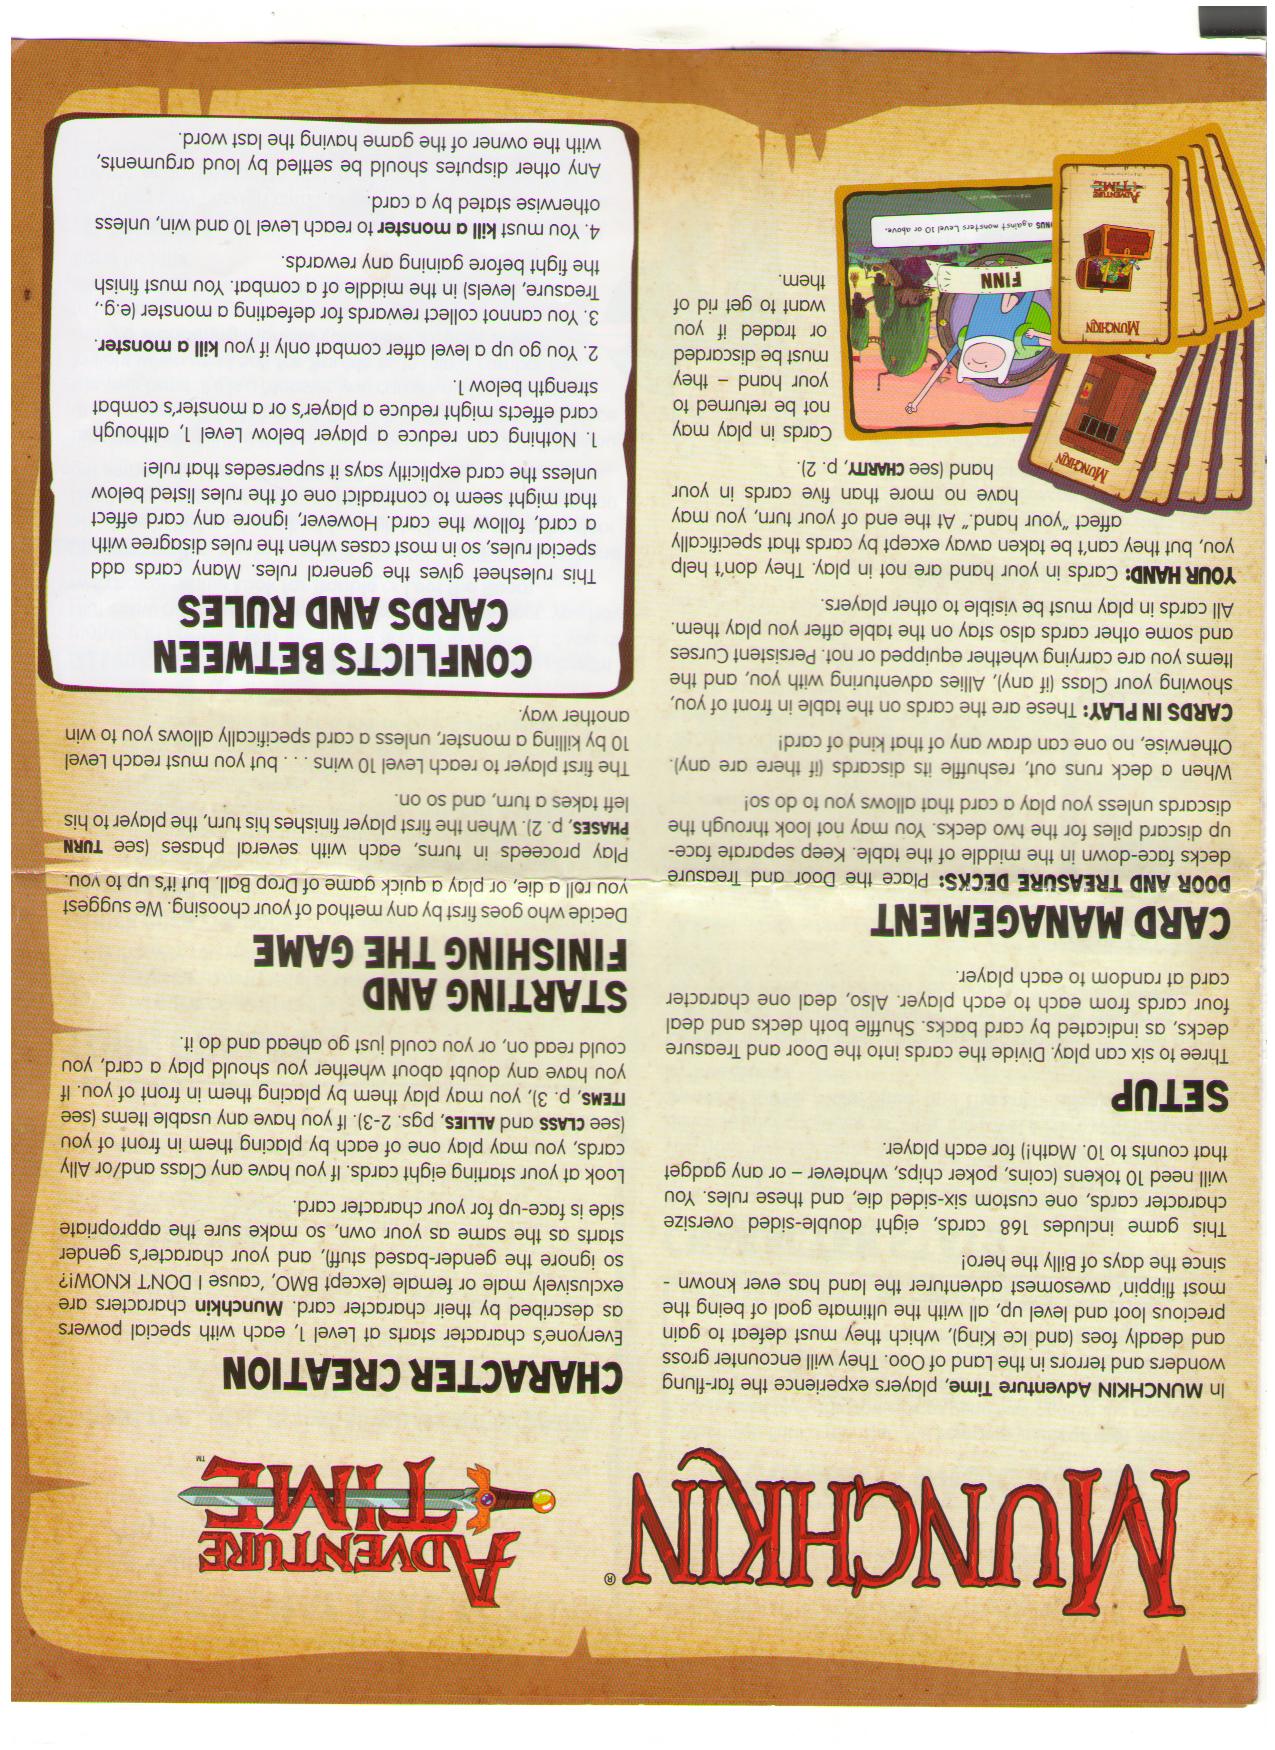 MUNCHKIN®
ADVENTURE
TIME™
In MUNCHKIN Adventure Time, players experience the far-flung
wonders and terrors in the Land of Ooo. They will encounter gross
and deadly foes (and Ice King), which they must defeat to gain
precious loot and level up, all with the ultimate goal of being the
most flippin' awesomest adventurer the land has ever known -
since the days of Billy the hero!
This game includes 168 cards, eight double-sided oversize
character cards, one custom six-sided die, and these rules. You
will need 10 tokens (coins, poker chips, whatever – or any gadget
that counts to 10. Math!) for each player.
SETUP
Three to six can play. Divide the cards into the Door and Treasure
decks, as indicated by card backs. Shuffle both decks and deal
four cards from each to each player. Also, deal one character
card at random to each player.
CARD MANAGEMENT
DOOR AND TREASURE DECKS: Place the Door and Treasure
decks face-down in the middle of the table. Keep separate face-
up discard piles for the two decks. You may not look through the
discards unless you play a card that allows you to do so!
When a deck runs out, reshuffle its discards (if there are any).
Otherwise, no one can draw any of that kind of card!
CARDS IN PLAY: These are the cards on the table in front of you,
showing your Class (if any), Allies adventuring with you, and the
Items you are carrying whether equipped or not. Persistent Curses
and some other cards also stay on the table after you play them.
All cards in play must be visible to other players.
YOUR HAND: Cards in your hand are not in play. They don't help
you, but they can't be taken away except by cards that specifically
affect "your hand." At the end of your turn, you may
have no more than five cards in your
hand (see CHARITY, p. 2).
Cards in play may
not be returned to
your hand – they
must be discarded
or traded if you
want to get rid of
them.
MUNCHKIN
MUNCHKIN
ADVENTURE
TIME
FINN
NUS against monsters Level 10 or above.
CHARACTER CREATION
Everyone's character starts at Level 1, each with special powers
as described by their character card. Munchkin characters are
exclusively male or female (except BMO, 'cause I DON'T KNOW!?
so ignore the gender-based stuff), and your character's gender
starts as the same as your own, so make sure the appropriate
side is face-up for your character card.
Look at your starting eight cards. If you have any Class and/or Ally
cards, you may play one of each by placing them in front of you
(see CLASS and ALLIES, pgs. 2-3). If you have any usable Items (see
ITEMS, p. 3), you may play them by placing them in front of you. If
you have any doubt about whether you should play a card, you
could read on, or you could just go ahead and do it.
STARTING AND
FINISHING THE GAME
Decide who goes first by any method of your choosing. We suggest
you roll a die, or play a quick game of Drop Ball, but it's up to you.
Play proceeds in turns, each with several phases (see TURN
PHASES, p. 2). When the first player finishes his turn, the player to his
left takes a turn, and so on.
The first player to reach Level 10 wins . . . but you must reach Level
10 by killing a monster, unless a card specifically allows you to win
another way.
CONFLICTS BETWEEN
CARDS AND RULES
This rulesheet gives the general rules. Many cards add
special rules, so in most cases when the rules disagree with
a card, follow the card. However, ignore any card effect
that might seem to contradict one of the rules listed below
unless the card explicitly says it supersedes that rule!
1. Nothing can reduce a player below Level 1, although
card effects might reduce a player's or a monster's combat
strength below 1.
2. You go up a level after combat only if you kill a monster.
3. You cannot collect rewards for defeating a monster (e.g.,
Treasure, levels) in the middle of a combat. You must finish
the fight before gaining any rewards.
4. You must kill a monster to reach Level 10 and win, unless
otherwise stated by a card.
Any other disputes should be settled by loud arguments,
with the owner of the game having the last word.